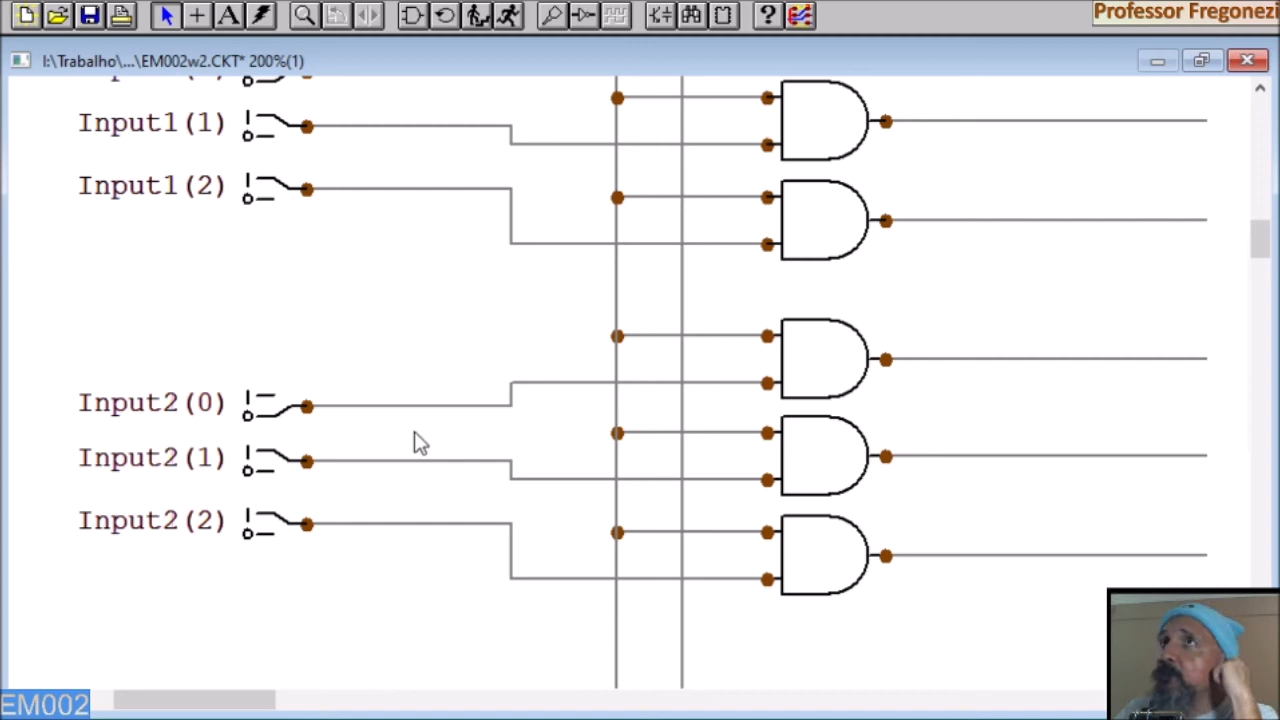 Professor Fregonezi
I:\Trabalho\...\EM002w2.CKT* 200%(1)
Input1(1)
Input1(2)
Input2(0)
Input2(1)
Input2(2)
EM002